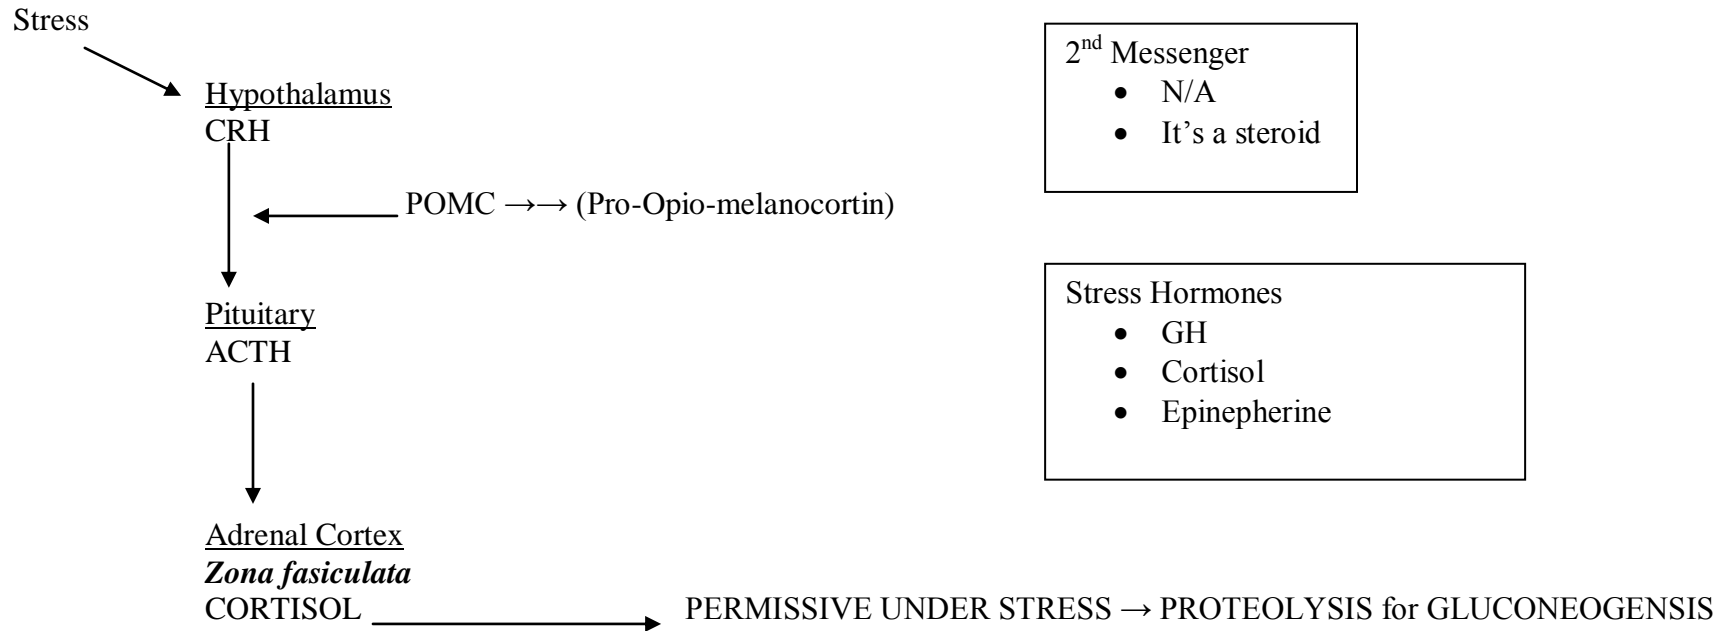 Stress
Hypothalamus
CRH
POMC →→ (Pro-Opio-melanocortin)
Pituitary
ACTH
Adrenal Cortex
Zona fasiculata
CORTISOL
PERMISSIVE UNDER STRESS → PROTEOLYSIS for GLUCONEOGENSIS
2nd Messenger
• N/A
• It’s a steroid
Stress Hormones
• GH
• Cortisol
• Epinepherine